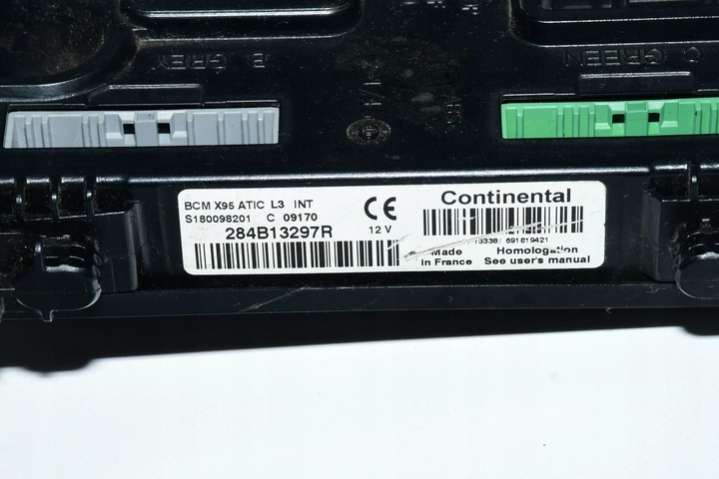 B GREY
C GREEN
BCM X95 ATIC L3 INT
S180098201 C 09170
284B13297R
CE
12 V
Continental
691819421
Made in France
Homologation
See user's manual